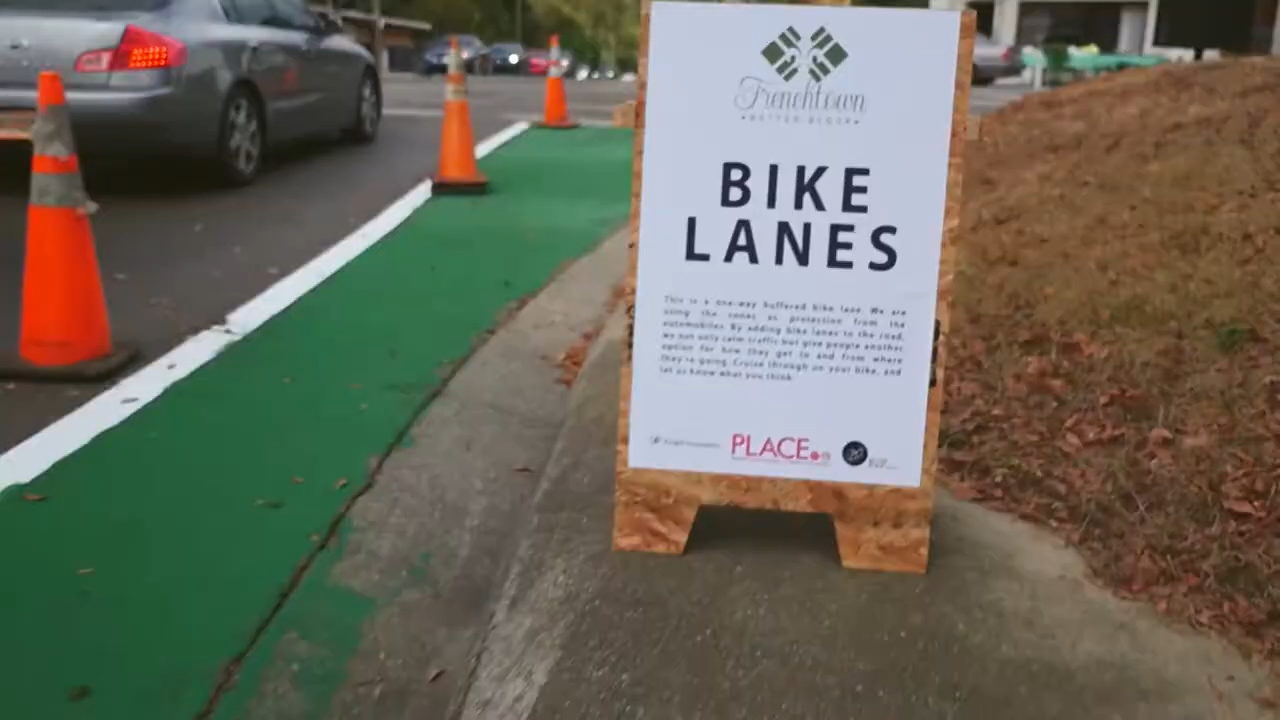 Frenchtown
BETTER BLOCK
BIKE
LANES
This is a one-way buffered bike lane. We are
using the cones as protection from the
automobiles. By adding bike lanes to the road,
we not only calm traffic but give people another
option for how they get to and from where
they're going. Cruise through on your bike, and
let us know what you think.
PLACE